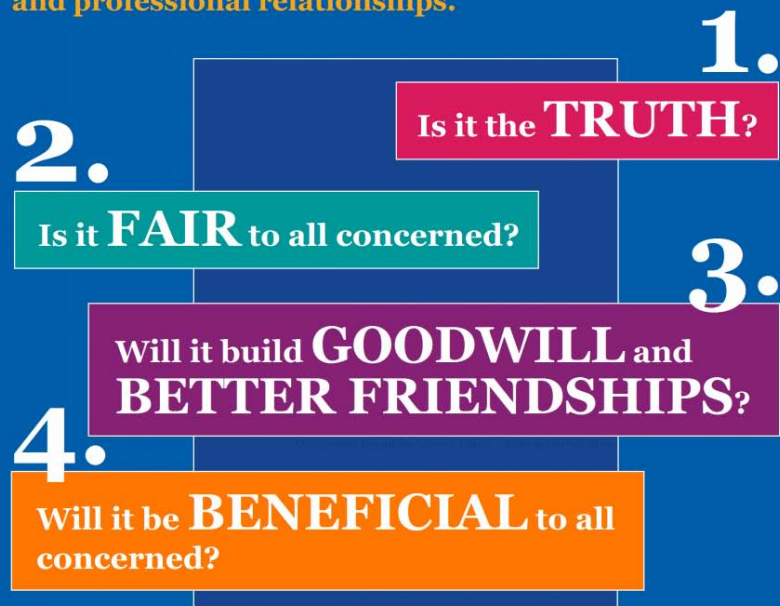 and professional relationships.
1.
Is it the TRUTH?
2.
Is it FAIR to all concerned?
3.
Will it build GOODWILL and
BETTER FRIENDSHIPS?
4.
Will it be BENEFICIAL to all
concerned?